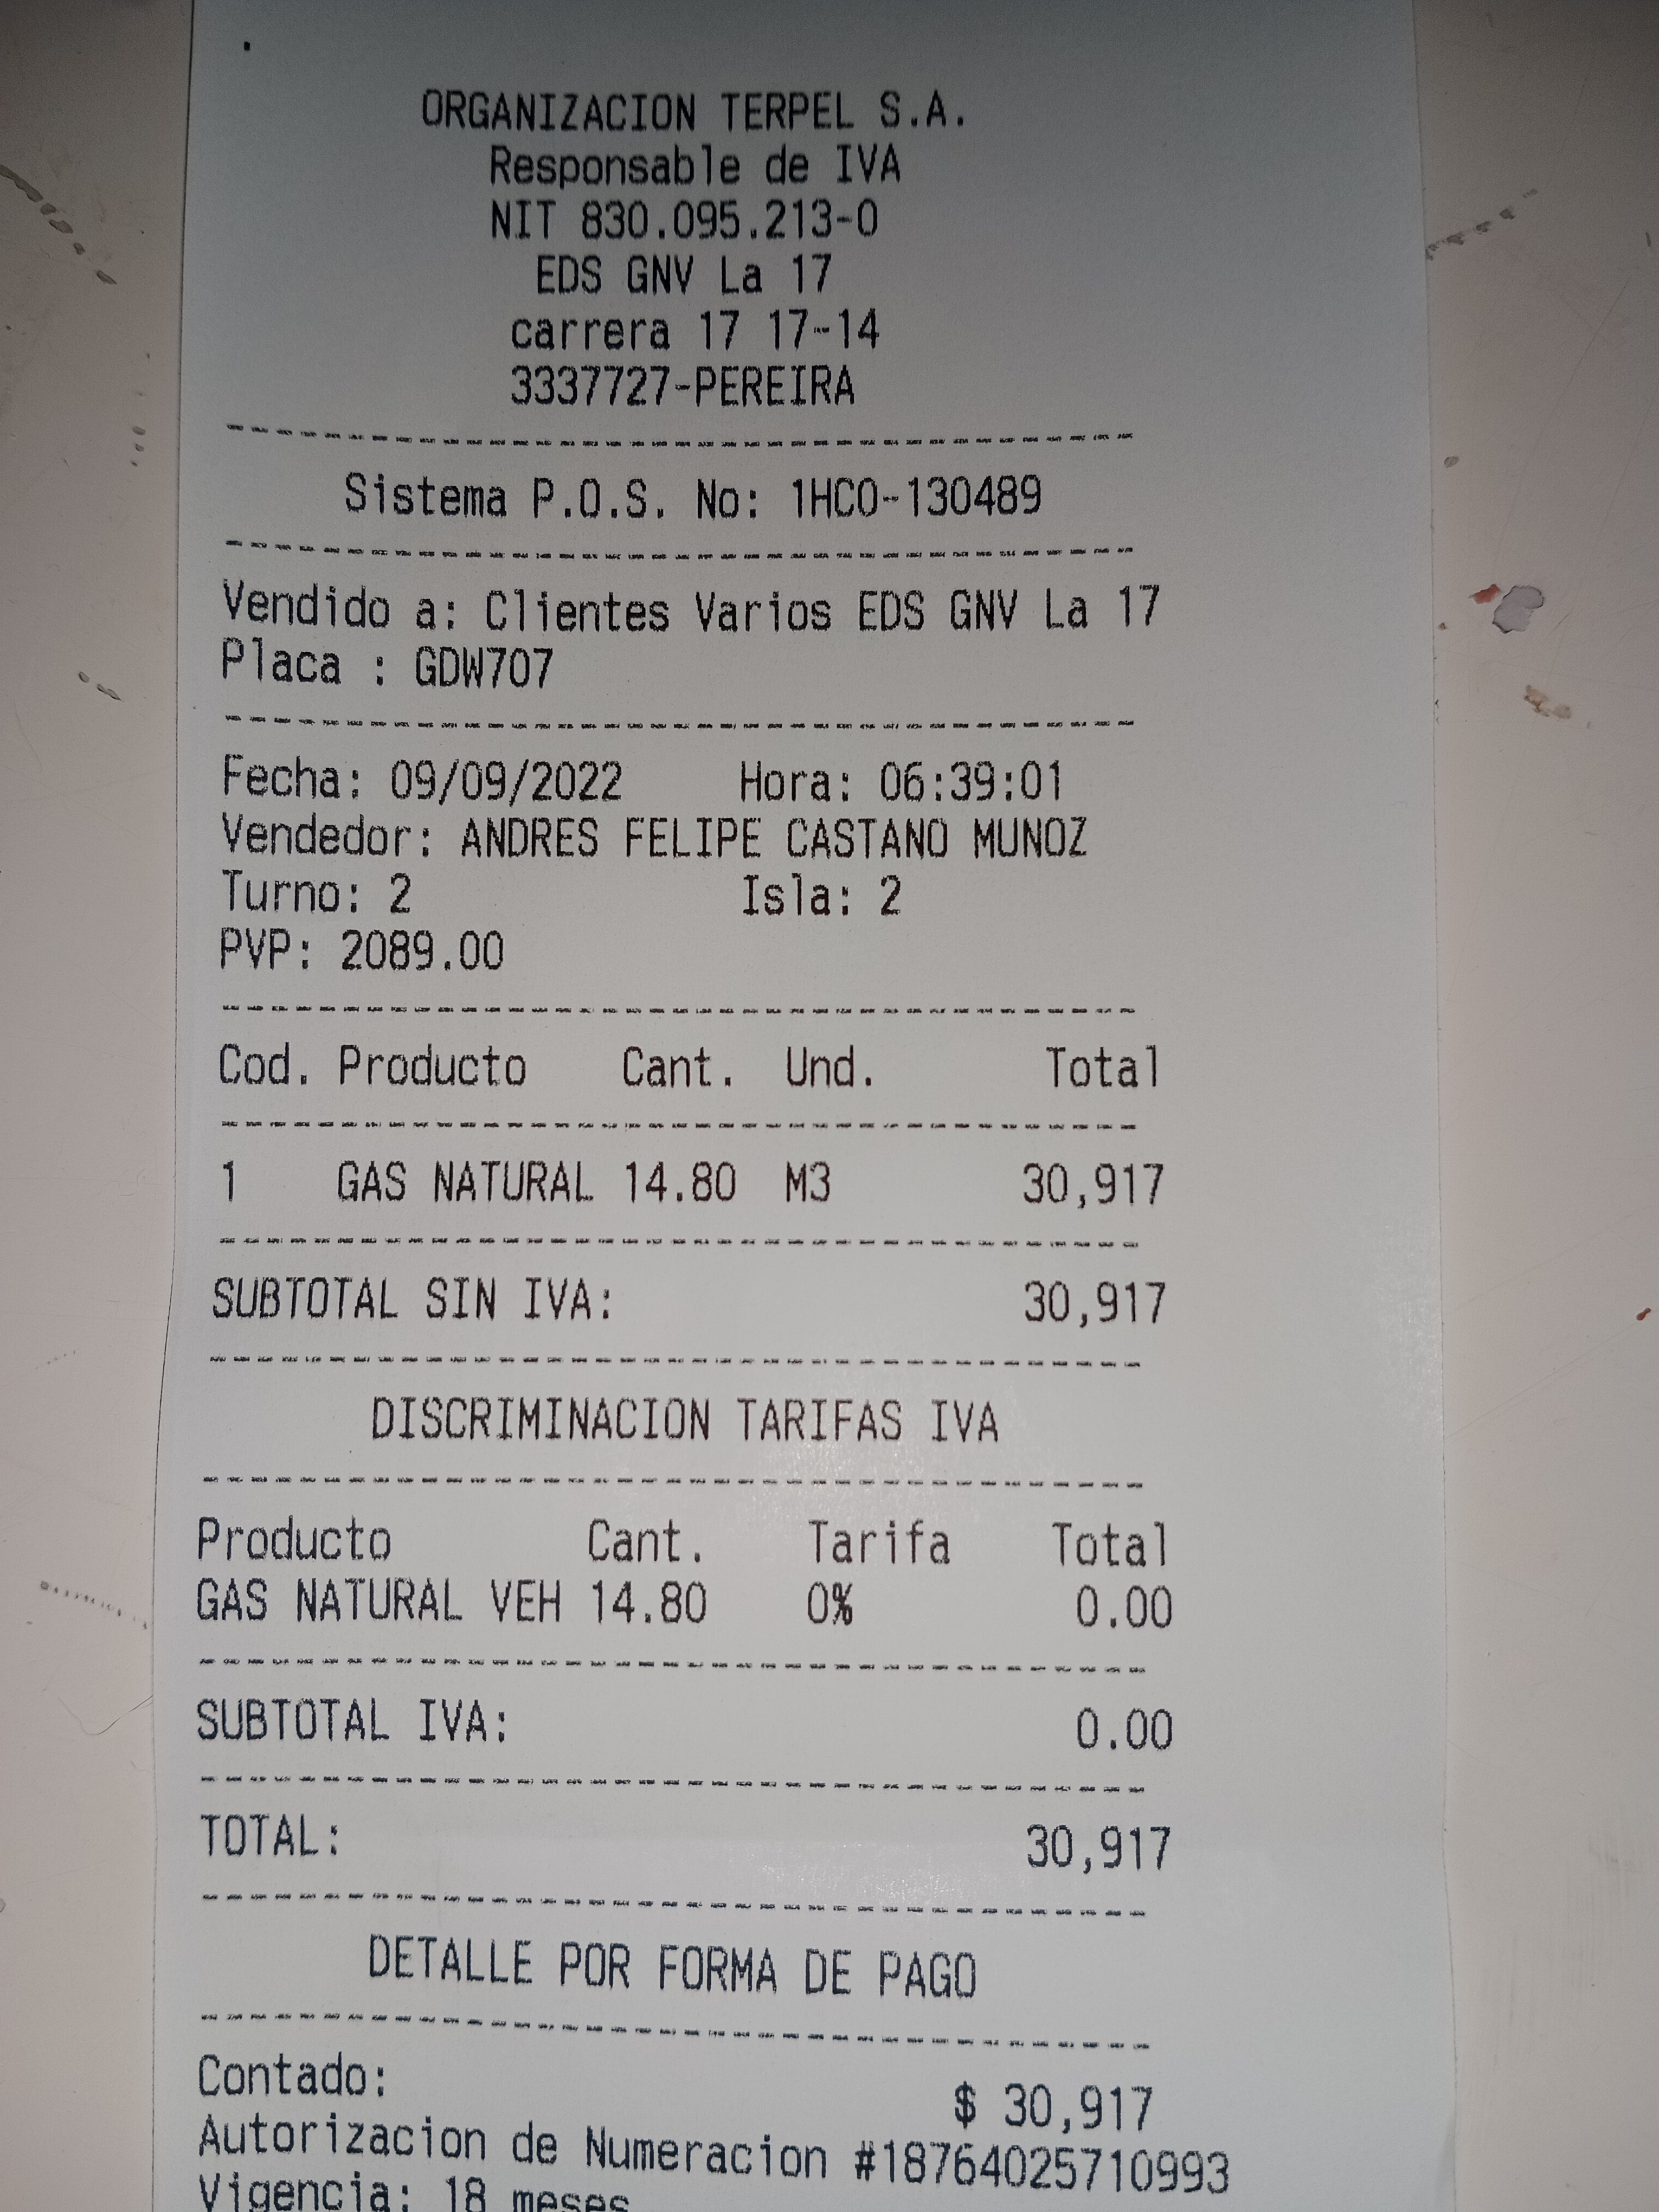 ORGANIZACION TERPEL S.A.
Responsable de IVA
NIT 830.095.213-0
EDS GNV La 17
carrera 17 17-14
3337727-PEREIRA
Sistema P.O.S. No: 1HCO-130489
Vendido a: Clientes Varios EDS GNV La 17
Placa : GDW707
Fecha: 09/09/2022 Hora: 06:39:01
Vendedor: ANDRES FELIPE CASTANO MUNOZ
Turno: 2 Isla: 2
PVP: 2089.00
Cod. Producto Cant. Und. Total
1 GAS NATURAL 14.80 M3 30,917
SUBTOTAL SIN IVA: 30,917
DISCRIMINACION TARIFAS IVA
Producto Cant. Tarifa Total
GAS NATURAL VEH 14.80 0% 0.00
SUBTOTAL IVA: 0.00
TOTAL: 30,917
DETALLE POR FORMA DE PAGO
Contado: $ 30,917
Autorizacion de Numeracion #18764025710993
Vigencia: 18 meses